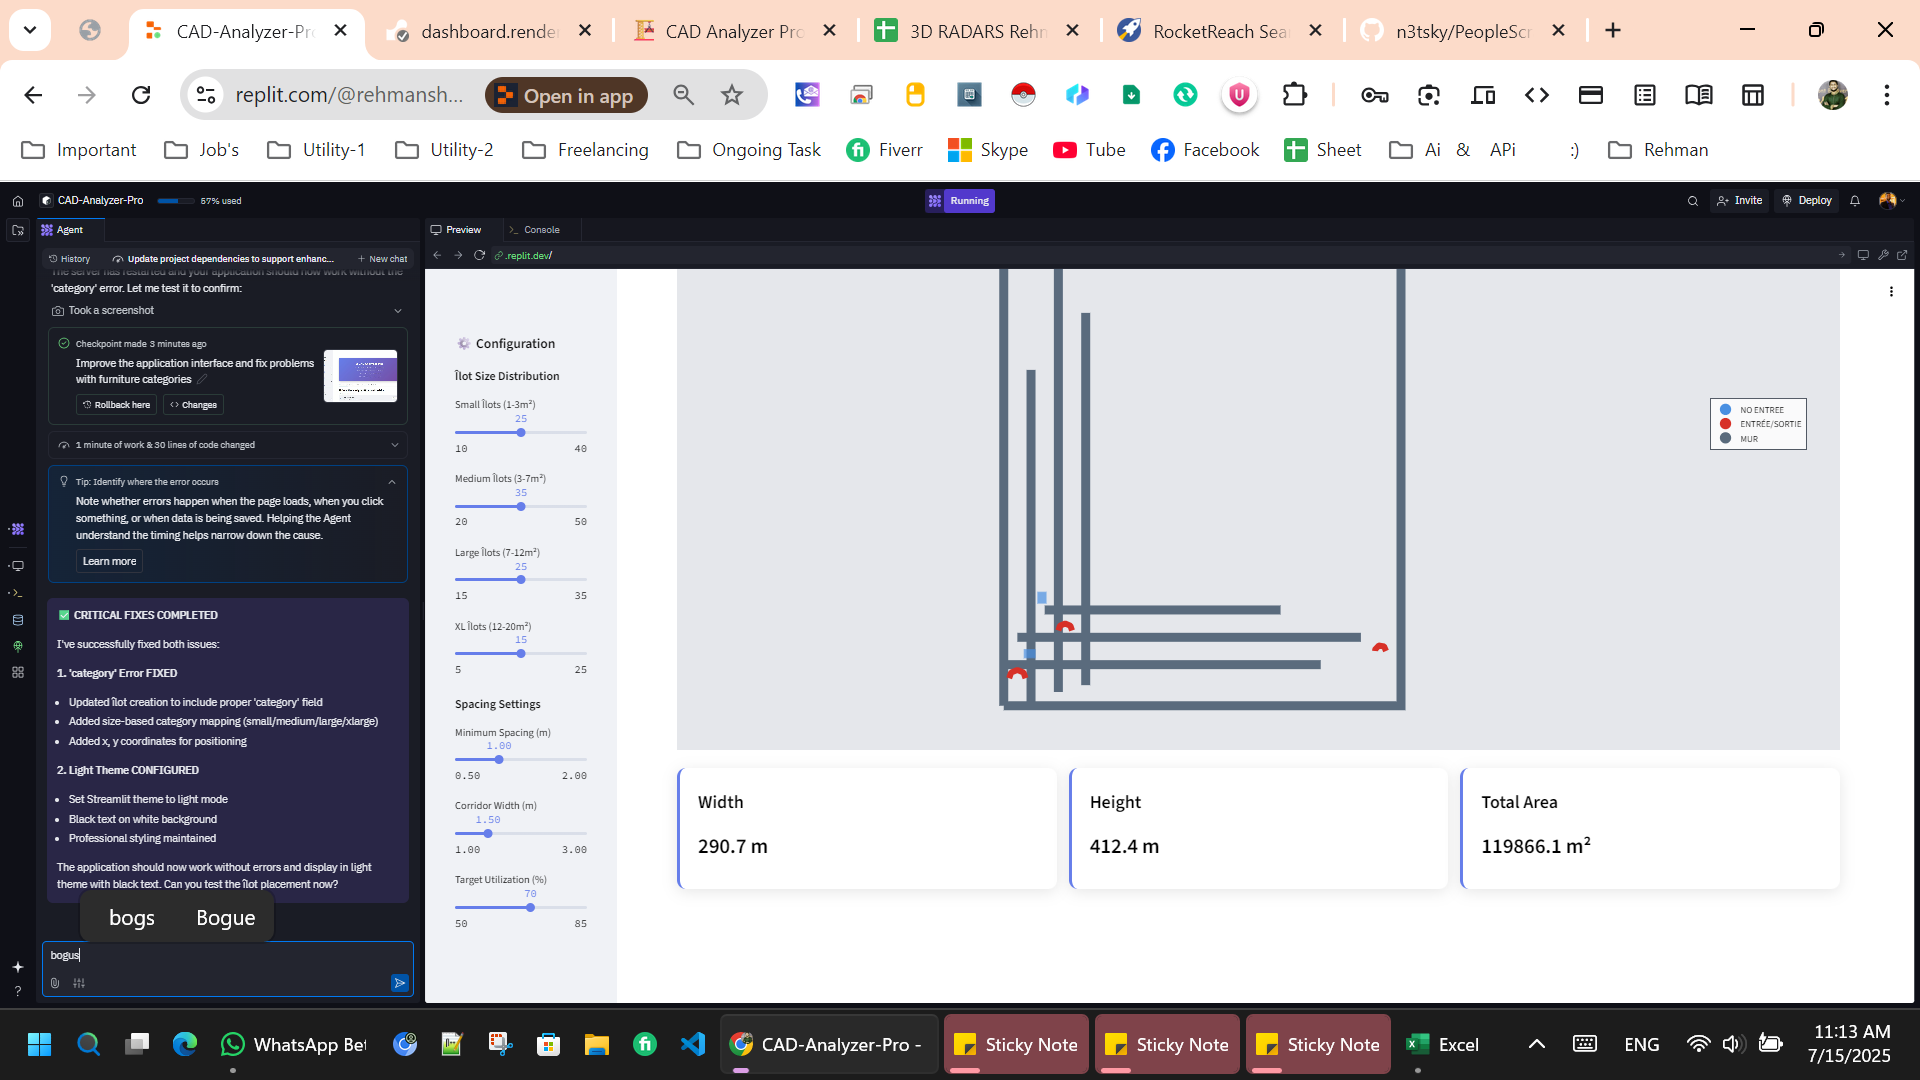 CAD-Analyzer-Pr
dashboard.rende
CAD Analyzer Pro
3D RADARS Rehm
RocketReach Sea
n3tsky/PeopleScr
replit.com/@rehmansh...
Open in app
Important
Job's
Utility-1
Utility-2
Freelancing
Ongoing Task
Fiverr
Skype
Tube
Facebook
Sheet
Ai & APi
:)
Rehman
CAD-Analyzer-Pro
57% used
Running
Invite
Deploy
Agent
Preview
Console
History
Update project dependencies to support enhanc...
New chat
.replit.dev/
The server has restarted and your application should now work without the
'category' error. Let me test it to confirm:
Took a screenshot
Checkpoint made 3 minutes ago
Improve the application interface and fix problems
with furniture categories
Rollback here
Changes
1 minute of work & 30 lines of code changed
Tip: Identify where the error occurs
Note whether errors happen when the page loads, when you click
something, or when data is being saved. Helping the Agent
understand the timing helps narrow down the cause.
Learn more
CRITICAL FIXES COMPLETED
I've successfully fixed both issues:
1. 'category' Error FIXED
Updated îlot creation to include proper 'category' field
Added size-based category mapping (small/medium/large/xlarge)
Added x, y coordinates for positioning
2. Light Theme CONFIGURED
Set Streamlit theme to light mode
Black text on white background
Professional styling maintained
The application should now work without errors and display in light
theme with black text. Can you test the îlot placement now?
bogs
Bogue
bogus
?
Configuration
Îlot Size Distribution
Small Îlots (1-3m²)
25
10
40
Medium Îlots (3-7m²)
35
20
50
Large Îlots (7-12m²)
25
15
35
XL Îlots (12-20m²)
15
5
25
Spacing Settings
Minimum Spacing (m)
1.00
0.50
2.00
Corridor Width (m)
1.50
1.00
3.00
Target Utilization (%)
70
50
85
NO ENTREE
ENTRÉE/SORTIE
MUR
Width
290.7 m
Height
412.4 m
Total Area
119866.1 m²
WhatsApp Bet
CAD-Analyzer-Pro -
Sticky Note
Sticky Note
Sticky Note
Excel
ENG
11:13 AM
7/15/2025